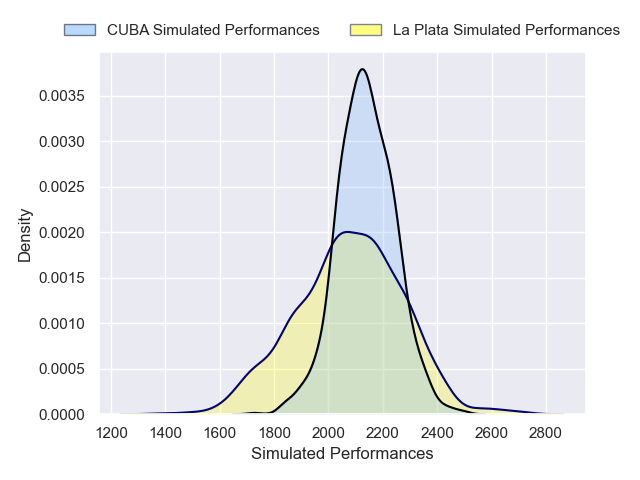 CUBA Simulated Performances La Plata Simulated Performances
0.0035
0.0030
0.0025
0.0020
0.0015
0.0010
0.0005
0.0000
Density
1200 1400 1600 1800 2000 2200 2400 2600 2800
Simulated Performances